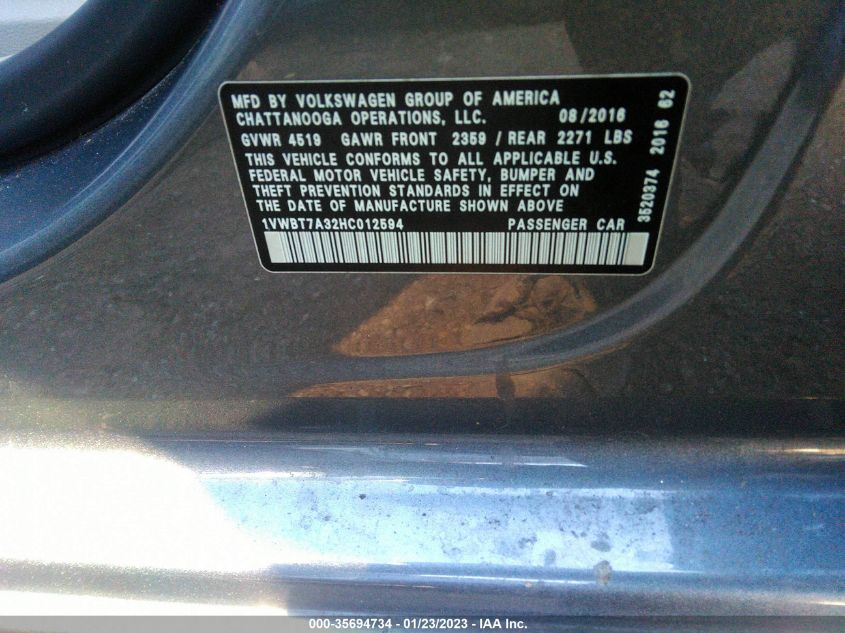 MFD BY VOLKSWAGEN GROUP OF AMERICA
CHATTANOOGA OPERATIONS, LLC. 08/2016
GVWR 4519 GAWR FRONT 2359 / REAR 2271 LBS
THIS VEHICLE CONFORMS TO ALL APPLICABLE U.S.
FEDERAL MOTOR VEHICLE SAFETY, BUMPER AND
THEFT PREVENTION STANDARDS IN EFFECT ON
THE DATE OF MANUFACTURE SHOWN ABOVE
1VWBT7A32HC012594 PASSENGER CAR
3520374 2016 62
000-35694734 - 01/23/2023 - IAA Inc.